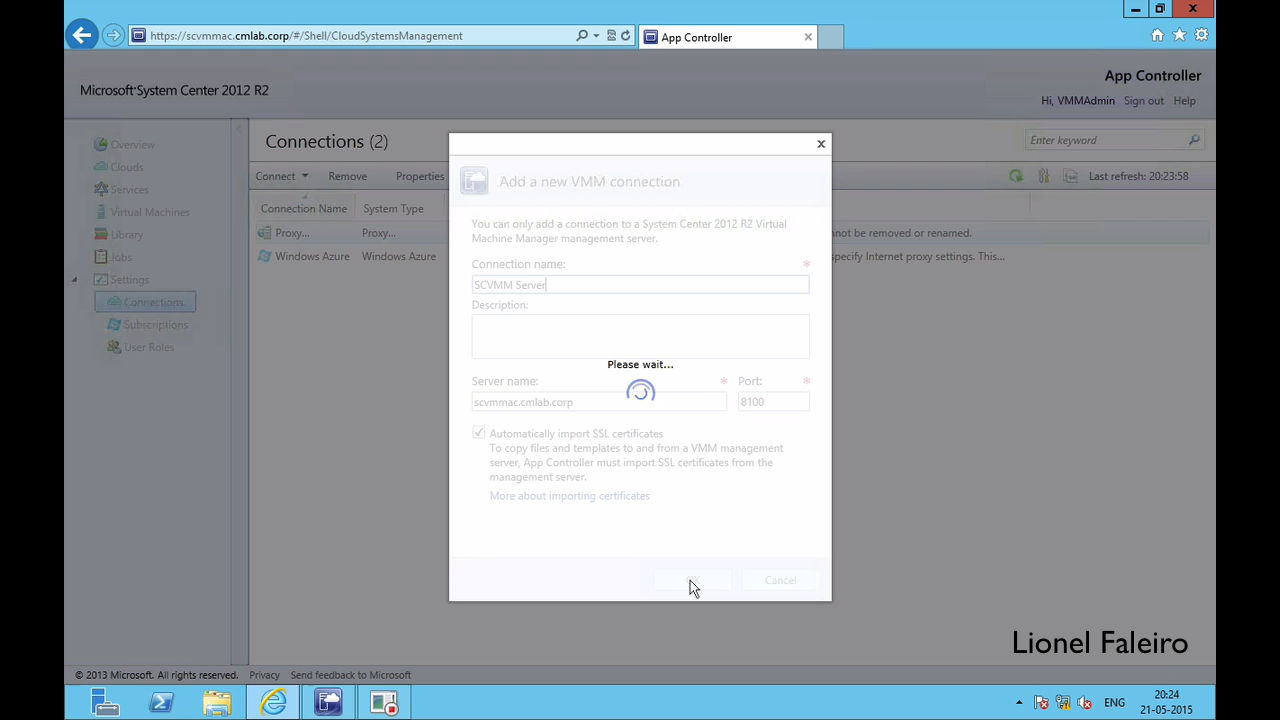 https://scvmmac.cmlab.corp/#/Shell/CloudSystemsManagement
App Controller
Microsoft System Center 2012 R2
App Controller
Hi, VMMAdmin Sign out Help
Overview
Clouds
Services
Virtual Machines
Library
Jobs
Settings
Connections
Subscriptions
User Roles
Connections (2)
Enter keyword
Connect Remove Properties
Last refresh: 20:23:58
Connection Name System Type
Proxy... Proxy... nnot be removed or renamed.
Windows Azure Windows Azure specify Internet proxy settings. This...
Add a new VMM connection
You can only add a connection to a System Center 2012 R2 Virtual
Machine Manager management server.
Connection name: *
SCVMM Server
Description:
Please wait...
Server name: * Port: *
scvmmac.cmlab.corp 8100
Automatically import SSL certificates
To copy files and templates to and from a VMM management
server, App Controller must import SSL certificates from the
management server.
More about importing certificates
OK Cancel
Lionel Faleiro
© 2013 Microsoft. All rights reserved. Privacy Send feedback to Microsoft
ENG
20:24
21-05-2015